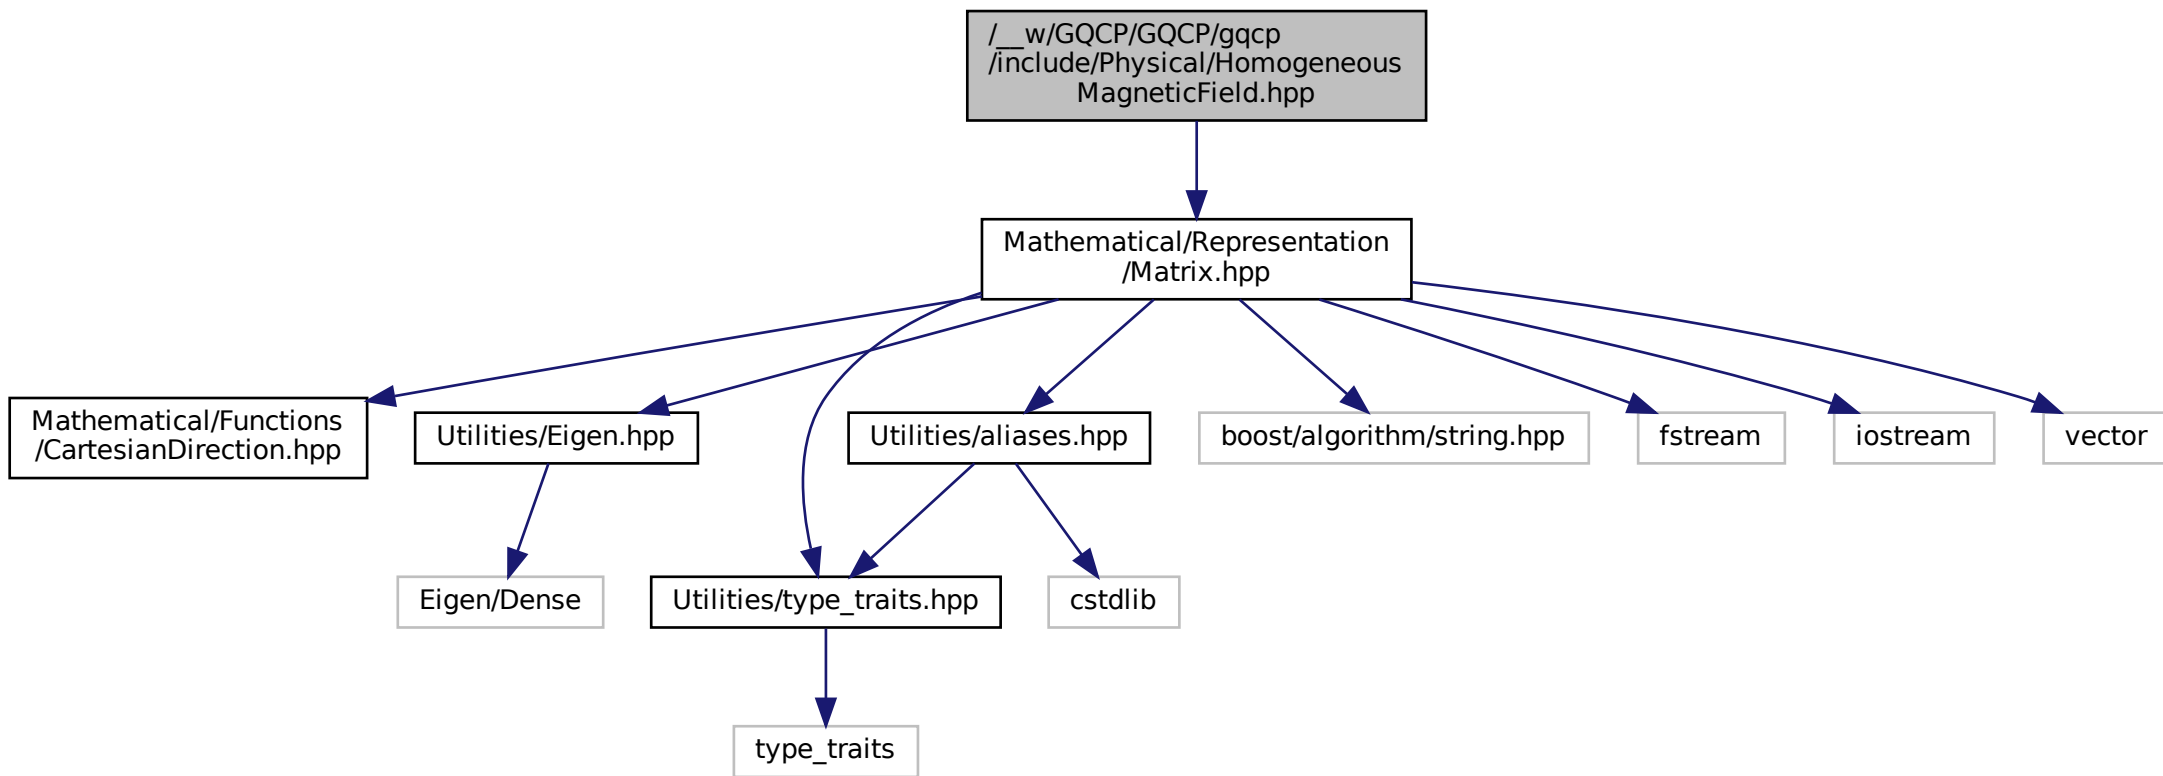 /__w/GQCP/GQCP/gqcp
/include/Physical/Homogeneous
MagneticField.hpp
Mathematical/Representation
/Matrix.hpp
Mathematical/Functions
/CartesianDirection.hpp
Utilities/Eigen.hpp
Utilities/aliases.hpp
boost/algorithm/string.hpp
fstream
iostream
vector
Eigen/Dense
Utilities/type_traits.hpp
cstdlib
type_traits